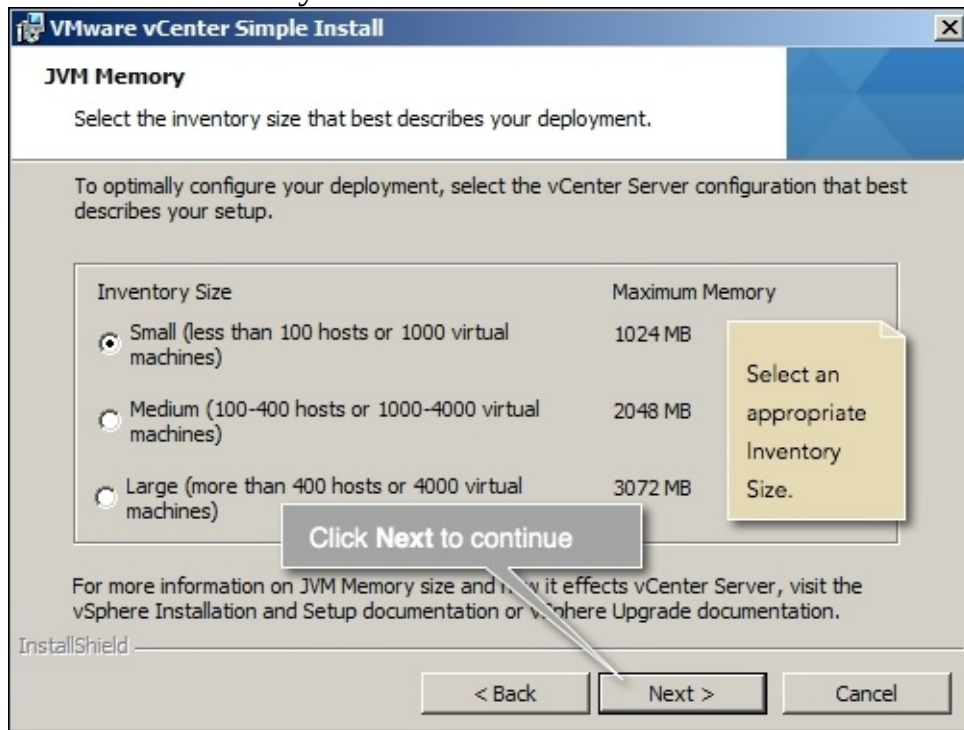 VMware vCenter Simple Install
JVM Memory
Select the inventory size that best describes your deployment.
To optimally configure your deployment, select the vCenter Server configuration that best
describes your setup.
Inventory Size Maximum Memory
Small (less than 100 hosts or 1000 virtual 1024 MB
machines)
Medium (100-400 hosts or 1000-4000 virtual 2048 MB
machines)
Large (more than 400 hosts or 4000 virtual 3072 MB
machines)
Select an
appropriate
Inventory
Size.
Click Next to continue
For more information on JVM Memory size and it effects vCenter Server, visit the
vSphere Installation and Setup documentation or vSphere Upgrade documentation.
InstallShield
< Back Next > Cancel